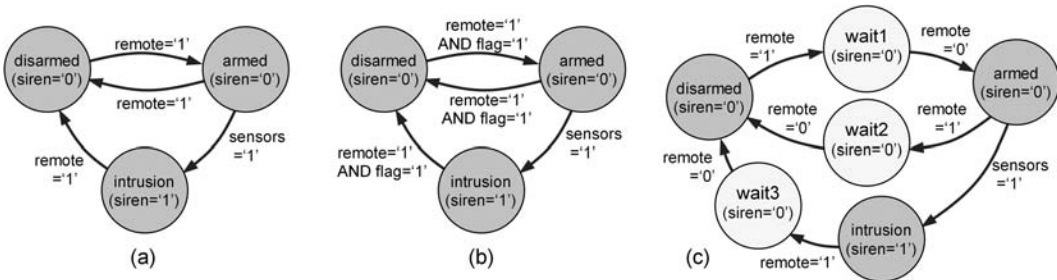 disarmed
(siren='0')
remote='1'
armed
(siren='0')
remote='1'
sensors
='1'
remote
='1'
intrusion
(siren='1')
(a)
disarmed
(siren='0')
remote='1'
AND flag='1'
armed
(siren='0')
remote='1'
AND flag='1'
sensors
='1'
remote='1'
AND flag='1'
intrusion
(siren='1')
(b)
disarmed
(siren='0')
remote
='1'
wait1
(siren='0')
remote
='0'
armed
(siren='0')
remote
='0'
wait2
(siren='0')
remote
='1'
remote
='0'
wait3
(siren='0')
sensors
='1'
intrusion
(siren='1')
remote='1'
(c)